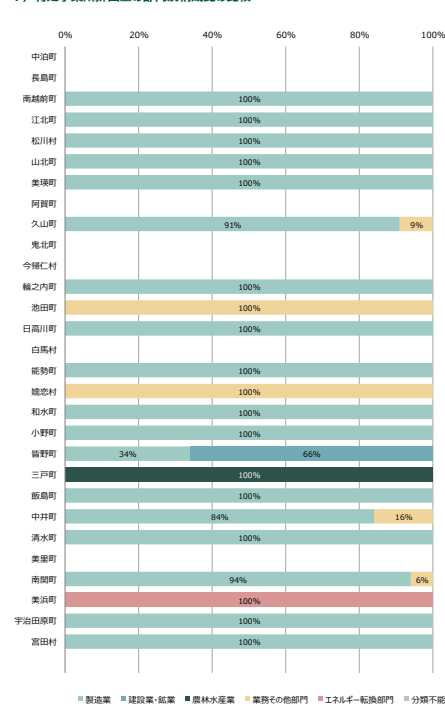 0% 20% 40% 60% 80% 100%
中泊町
長島町
南越前町 100%
江北町 100%
松川村 100%
山北町 100%
美瑛町 100%
阿賀町
久山町 91% 9%
鬼北町
今帰仁村
輪之内町 100%
池田町 100%
日高川町 100%
白馬村
能勢町 100%
嬬恋村 100%
和水町 100%
小野町 100%
皆野町 34% 66%
三戸町 100%
飯島町 100%
中井町 84% 16%
清水町 100%
美里町
南関町 94% 6%
美浜町 100%
宇治田原町 100%
宮田村 100%
製造業 建設業・鉱業 農林水産業 業務その他部門 エネルギー転換部門 分類不能